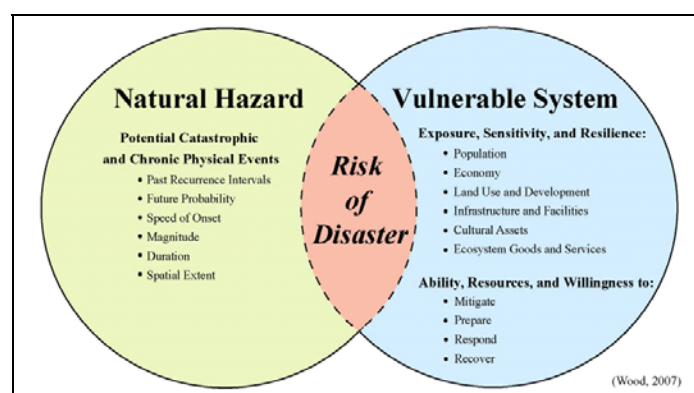 Natural Hazard
Potential Catastrophic
and Chronic Physical Events
• Past Recurrence Intervals
• Future Probability
• Speed of Onset
• Magnitude
• Duration
• Spatial Extent
Risk
of
Disaster
Vulnerable System
Exposure, Sensitivity, and Resilience:
• Population
• Economy
• Land Use and Development
• Infrastructure and Facilities
• Cultural Assets
• Ecosystem Goods and Services
Ability, Resources, and Willingness to:
• Mitigate
• Prepare
• Respond
• Recover
(Wood, 2007)